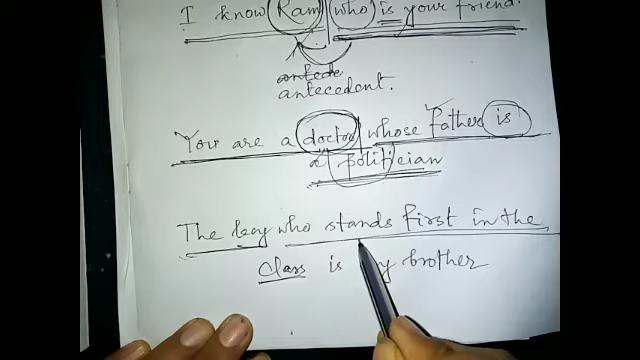 I know Ram who is your friend.
antede
antecedent.
You are a doctor whose Father is
a politician
The boy who stands first in the
class is my brother